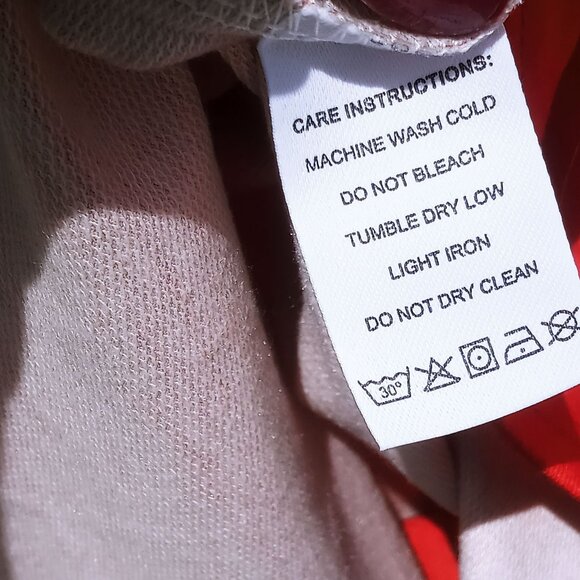 CARE INSTRUCTIONS:
MACHINE WASH COLD
DO NOT BLEACH
TUMBLE DRY LOW
LIGHT IRON
DO NOT DRY CLEAN
30°